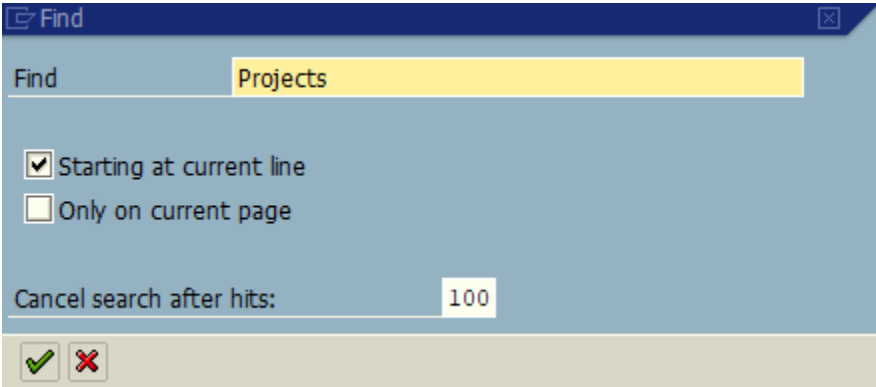 Find
Find Projects
Starting at current line
Only on current page
Cancel search after hits: 100